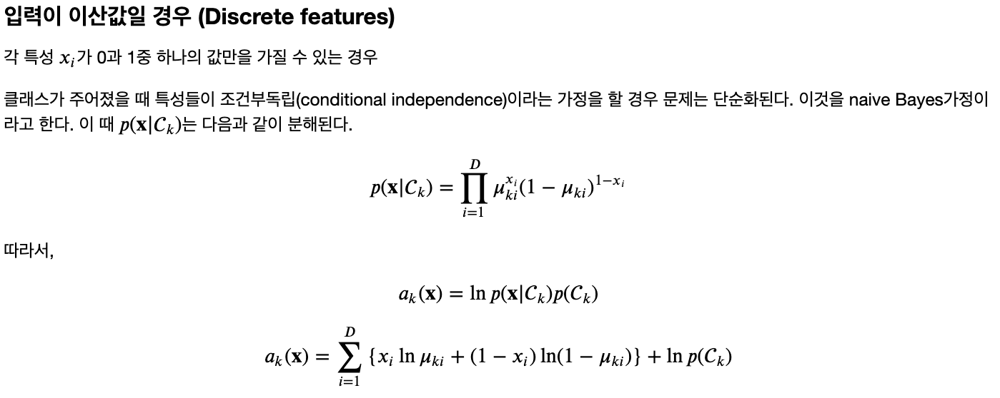 입력이 이산값일 경우 (Discrete features)
각 특성 $x_i$가 0과 1중 하나의 값만을 가질 수 있는 경우
클래스가 주어졌을 때 특성들이 조건부독립(conditional independence)이라는 가정을 할 경우 문제는 단순화된다. 이것을 naive Bayes가정이
라고 한다. 이 때 $p(\mathbf{x}|\mathcal{C}_k)$는 다음과 같이 분해된다.
$p(\mathbf{x}|\mathcal{C}_k) = \prod_{i=1}^{D} \mu_{ki}^{x_i}(1 - \mu_{ki})^{1-x_i}$
따라서,
$a_k(\mathbf{x}) = \ln p(\mathbf{x}|\mathcal{C}_k)p(\mathcal{C}_k)$
$a_k(\mathbf{x}) = \sum_{i=1}^{D} \{x_i \ln \mu_{ki} + (1 - x_i) \ln(1 - \mu_{ki})\} + \ln p(\mathcal{C}_k)$